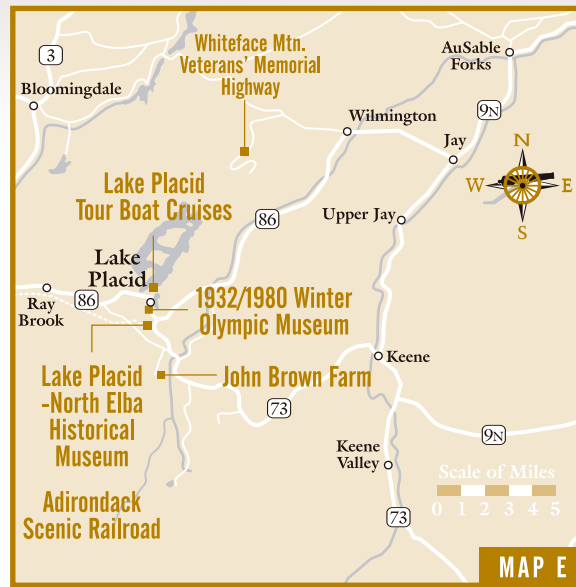 3
Whiteface Mtn.
Veterans' Memorial
Highway
AuSable
Forks
Bloomingdale
Wilmington
9N
Jay
N
W
E
S
Lake Placid
Tour Boat Cruises
86
Upper Jay
Lake
Placid
Ray
Brook
86
1932/1980 Winter
Olympic Museum
Keene
Lake Placid
-North Elba
Historical
Museum
John Brown Farm
73
9N
Keene
Valley
Scale of Miles
0 1 2 3 4 5
Adirondack
Scenic Railroad
73
MAP E